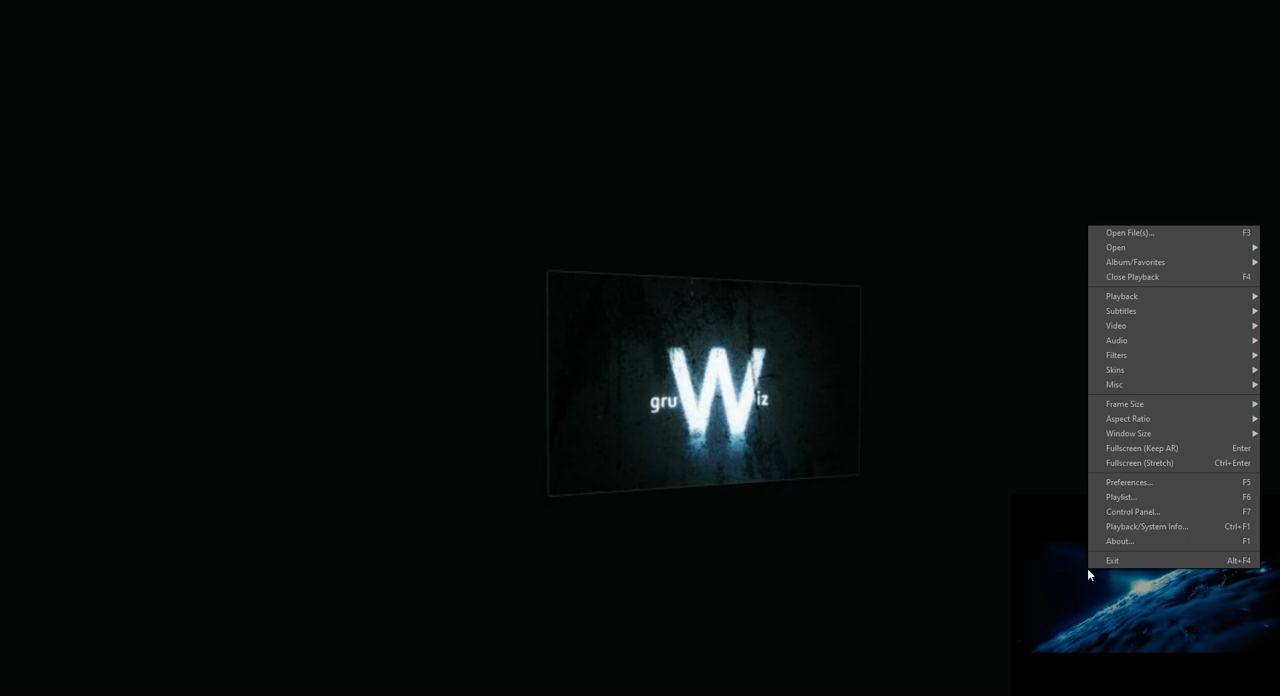 gruWiz
Open File(s)... F3
Open
Album/Favorites
Close Playback F4
Playback
Subtitles
Video
Audio
Filters
Skins
Misc
Frame Size
Aspect Ratio
Window Size
Fullscreen (Keep AR) Enter
Fullscreen (Stretch) Ctrl+Enter
Preferences... F5
Playlist... F6
Control Panel... F7
Playback/System Info... Ctrl+F1
About... F1
Exit Alt+F4